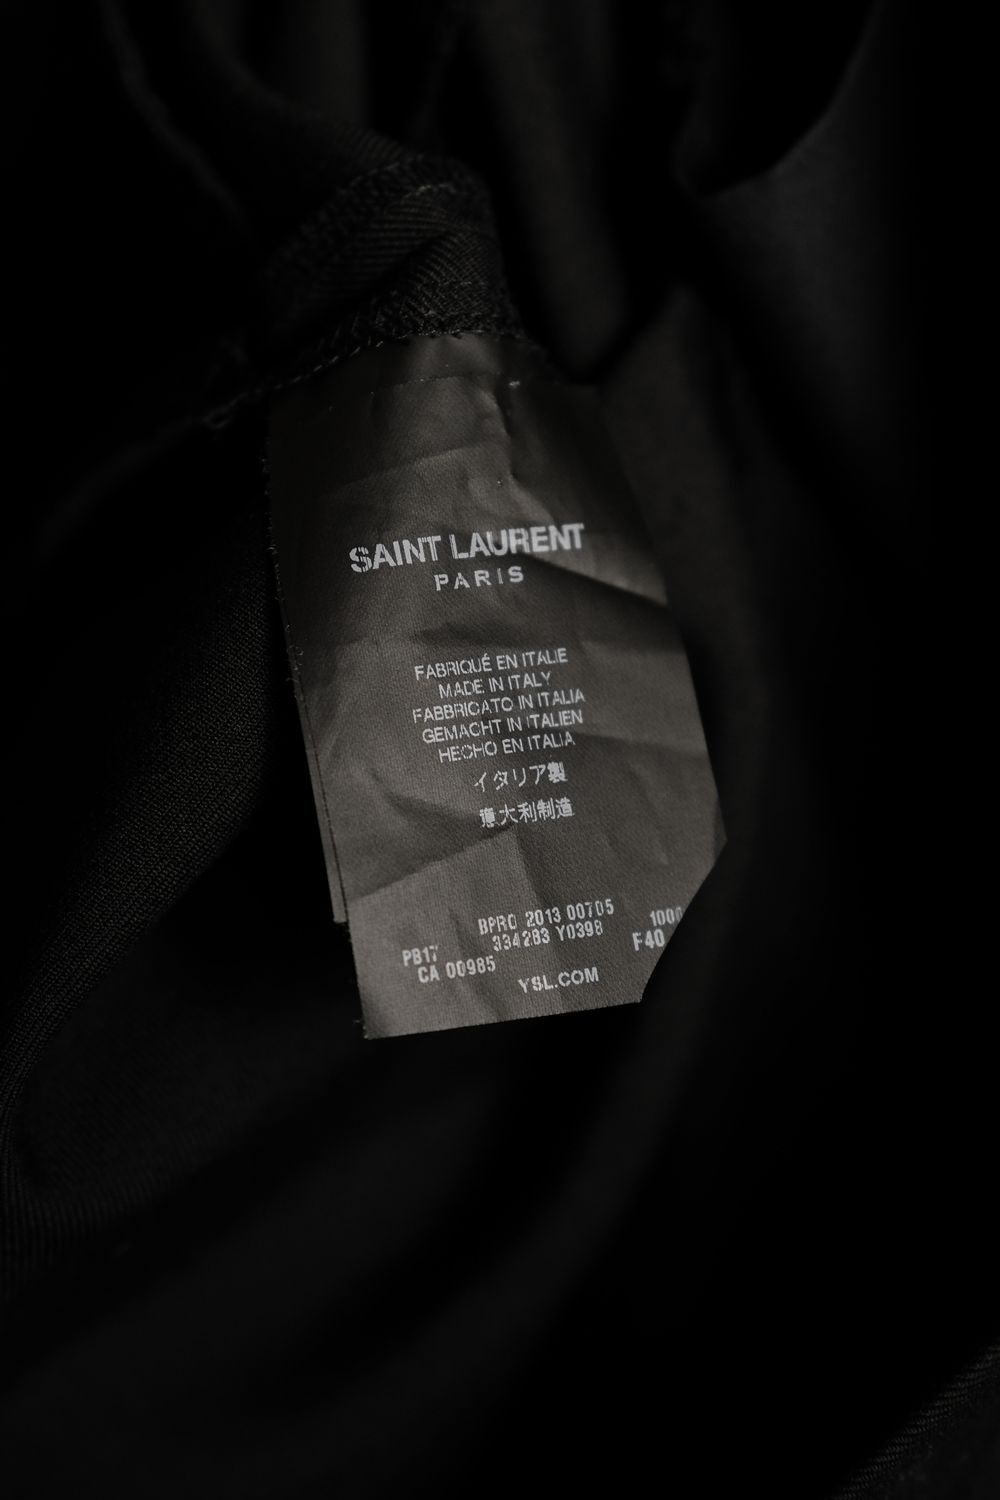 SAINT LAURENT
PARIS
FABRIQUÉ EN ITALIE
MADE IN ITALY
FABBRICATO IN ITALIA
GEMACHT IN ITALIEN
HECHO EN ITALIA
イタリア製
意大利制造
BPRO 2013 00705 1000
PB17 334283 Y0398 F40
CA 00985
YSL.COM